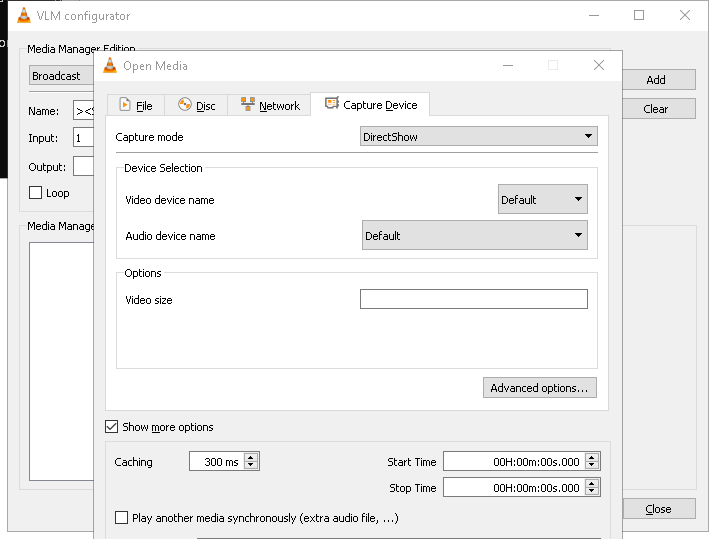 VLM configurator
Media Manager Edition
Broadcast
Add
Name:
Clear
Input: 1
Output:
Loop
Media Manage
Close
Open Media
File Disc Network Capture Device
Capture mode DirectShow
Device Selection
Video device name Default
Audio device name Default
Options
Video size
Advanced options...
Show more options
Caching 300 ms Start Time 00H:00m:00s.000
Stop Time 00H:00m:00s.000
Play another media synchronously (extra audio file, ...)